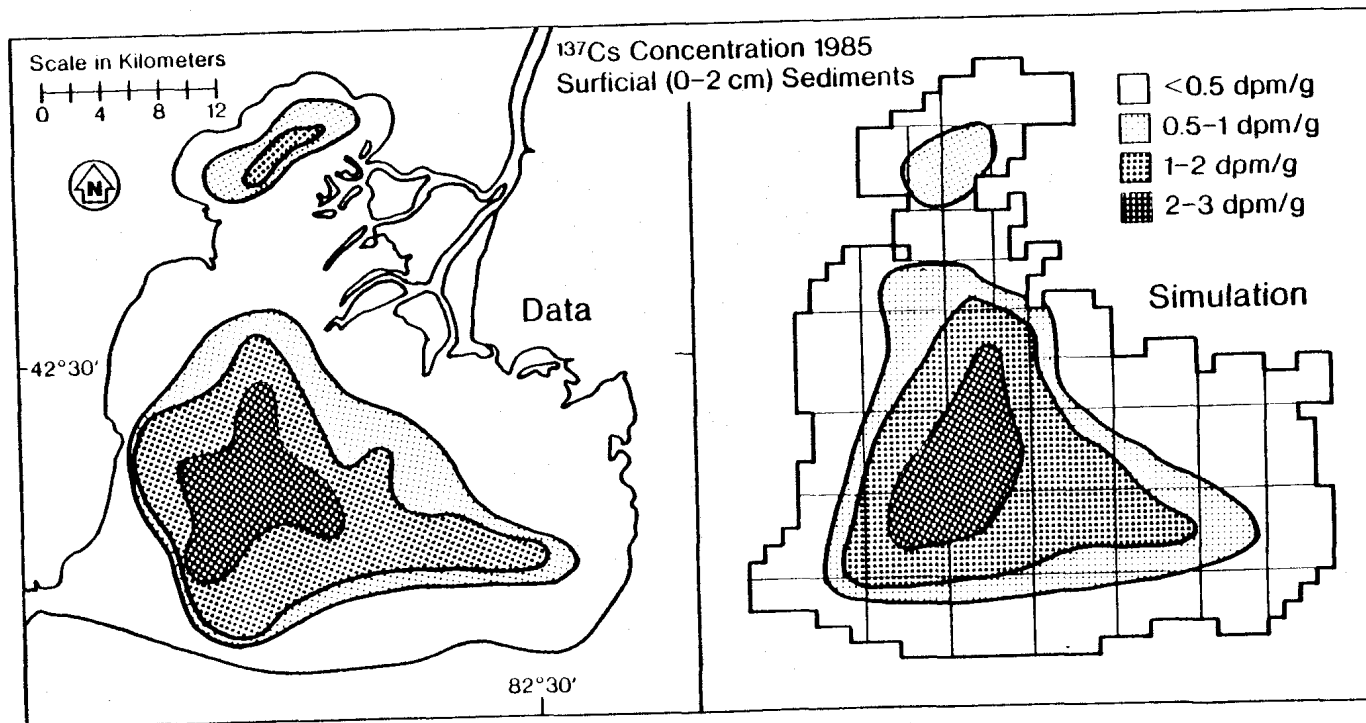 Scale in Kilometers
0 4 8 12
N
¹³⁷Cs Concentration 1985
Surficial (0-2 cm) Sediments
<0.5 dpm/g
0.5-1 dpm/g
1-2 dpm/g
2-3 dpm/g
Data
Simulation
42°30′
82°30′